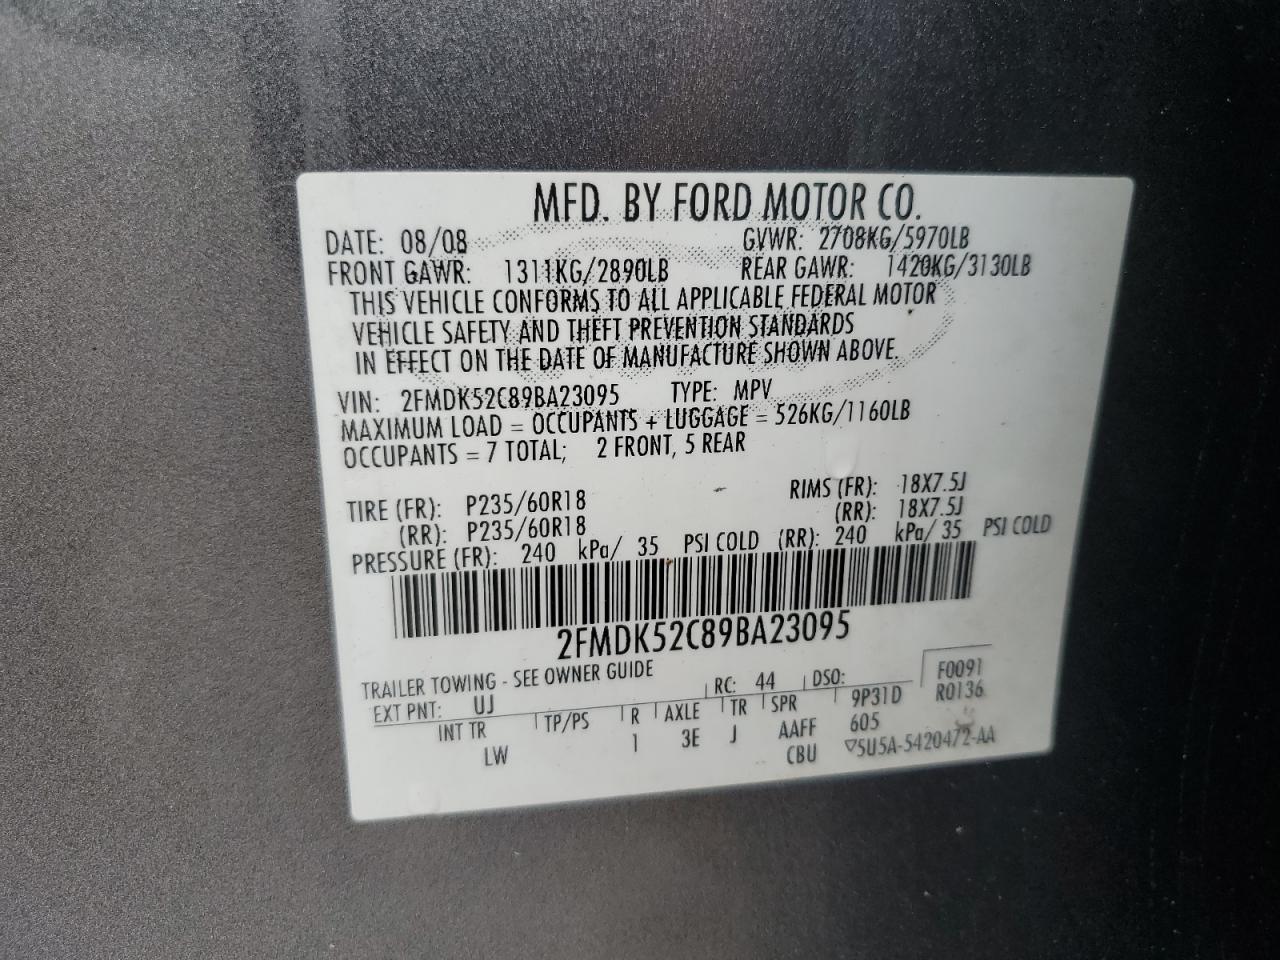 MFD. BY FORD MOTOR CO.
DATE: 08/08 GVWR: 2708KG/5970LB
FRONT GAWR: 1311KG/2890LB REAR GAWR: 1420KG/3130LB
THIS VEHICLE CONFORMS TO ALL APPLICABLE FEDERAL MOTOR
VEHICLE SAFETY AND THEFT PREVENTION STANDARDS
IN EFFECT ON THE DATE OF MANUFACTURE SHOWN ABOVE.
VIN: 2FMDK52C89BA23095 TYPE: MPV
MAXIMUM LOAD = OCCUPANTS + LUGGAGE = 526KG/1160LB
OCCUPANTS = 7 TOTAL; 2 FRONT, 5 REAR
TIRE (FR): P235/60R18 RIMS (FR): 18X7.5J
(RR): P235/60R18 (RR): 18X7.5J
PRESSURE (FR): 240 kPa/ 35 PSI COLD (RR): 240 kPa/ 35 PSI COLD
2FMDK52C89BA23095
TRAILER TOWING - SEE OWNER GUIDE
EXT PNT: UJ RC: 44 DSO: F0091
INT TR TP/PS R AXLE TR SPR 9P31D R0136
LW 1 3E J AAFF 605
CBU ▽5U5A-5420472-AA